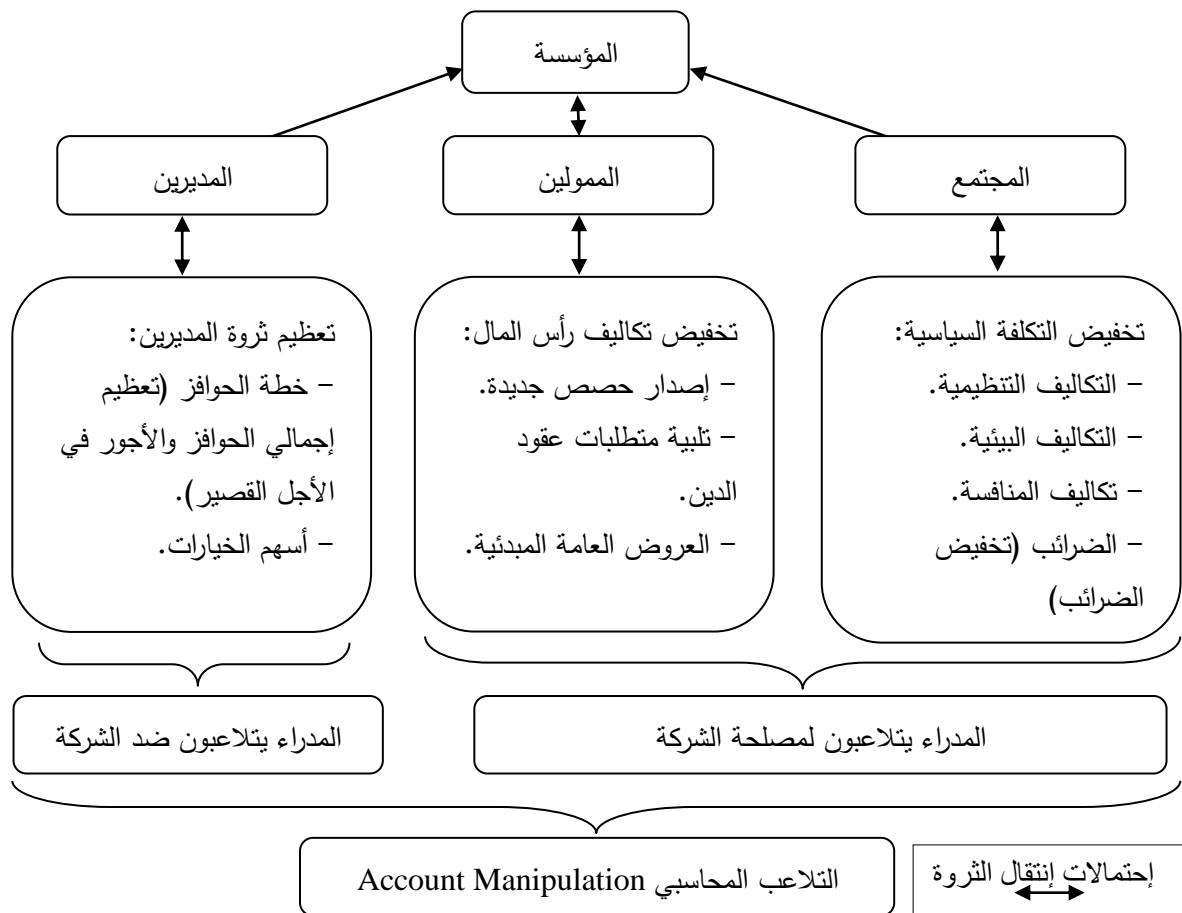 المؤسسة
المجتمع
الممولين
المديرين
تخفيض التكلفة السياسية:
– التكاليف التنظيمية.
– التكاليف البيئية.
– تكاليف المنافسة.
– الضرائب (تخفيض
الضرائب)
تخفيض تكاليف رأس المال:
– إصدار حصص جديدة.
– تلبية متطلبات عقود
الدين.
– العروض العامة المبدئية.
تعظيم ثروة المديرين:
– خطة الحوافز (تعظيم
إجمالي الحوافز والأجور في
الأجل القصير).
– أسهم الخيارات.
المدراء يتلاعبون لمصلحة الشركة
المدراء يتلاعبون ضد الشركة
التلاعب المحاسبي Account Manipulation
إحتمالات إنتقال الثروة